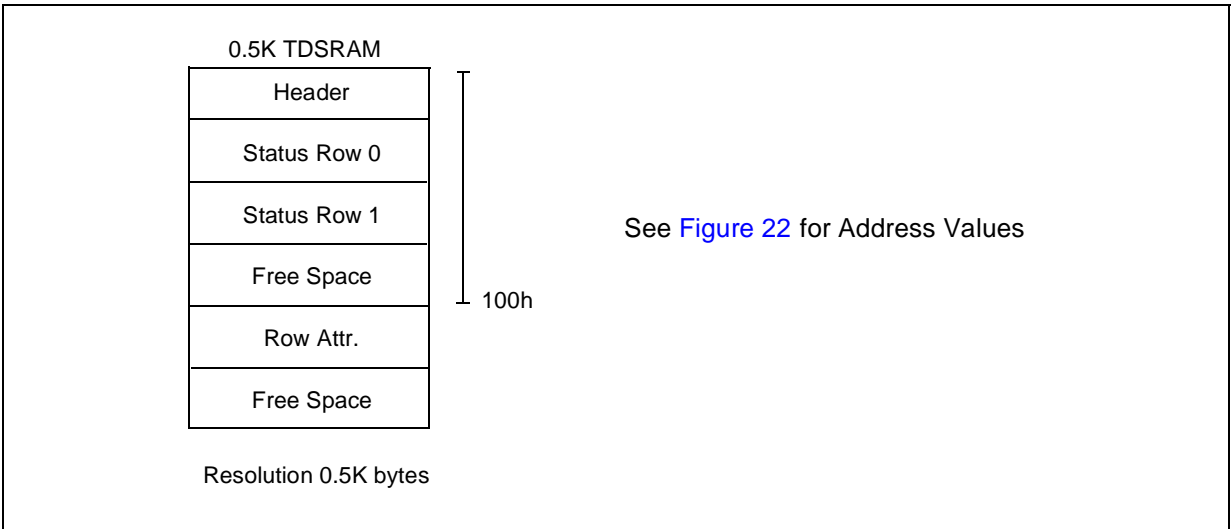 0.5K TDSRAM
Header
Status Row 0
Status Row 1
See Figure 22 for Address Values
Free Space
100h
Row Attr.
Free Space
Resolution 0.5K bytes